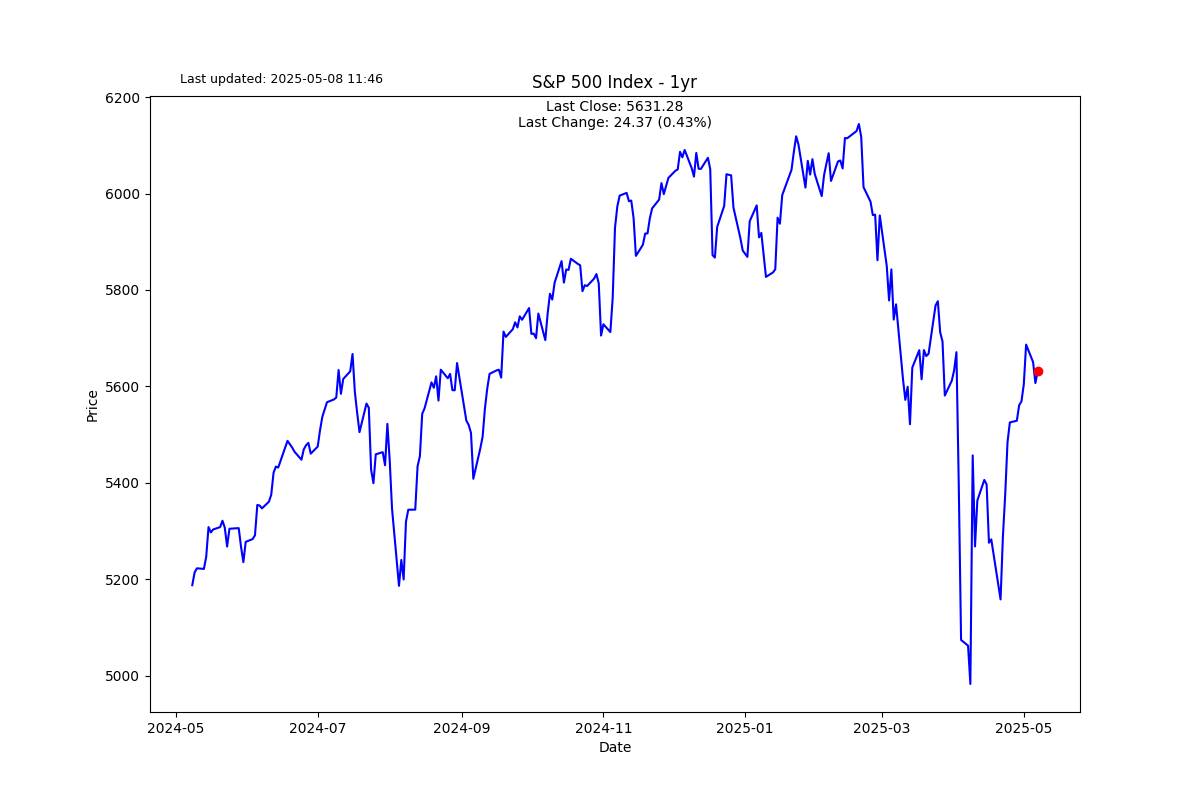 Last updated: 2025-05-08 11:46
S&P 500 Index - 1yr
Last Close: 5631.28
Last Change: 24.37 (0.43%)
6200
6000
5800
5600
5400
5200
5000
Price
2024-05 2024-07 2024-09 2024-11 2025-01 2025-03 2025-05
Date